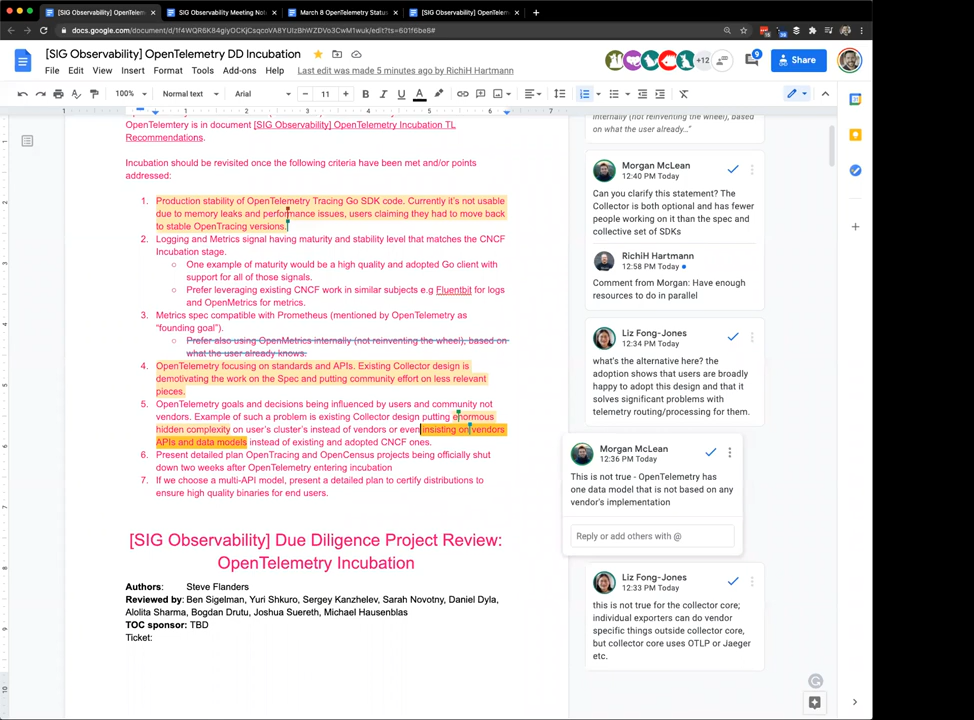 [SIG Observability] OpenTelem
SIG Observability Meeting Not
March 8 OpenTelemetry Statu
[SIG Observability] OpenTelem
docs.google.com/document/d/
[SIG Observability] OpenTelemetry DD Incubation
+12
9
Share
File Edit View Insert Format Tools Add-ons Help Last edit was made 5 minutes ago by RichiH Hartmann
100% Normal text Arial 11
OpenTelemtery is in document [SIG Observability] OpenTelemetry Incubation TL
Recommendations.
Incubation should be revisited once the following criteria have been met and/or points
addressed:
1. Production stability of OpenTelemetry Tracing Go SDK code. Currently it's not usable
due to memory leaks and performance issues, users claiming they had to move back
to stable OpenTracing versions.
2. Logging and Metrics signal having maturity and stability level that matches the CNCF
Incubation stage.
○ One example of maturity would be a high quality and adopted Go client with
support for all of those signals.
○ Prefer leveraging existing CNCF work in similar subjects e.g Fluentbit for logs
and OpenMetrics for metrics.
3. Metrics spec compatible with Prometheus (mentioned by OpenTelemetry as
"founding goal").
○ Prefer also using OpenMetrics internally (not reinventing the wheel), based on
what the user already knows.
4. OpenTelemetry focusing on standards and APIs. Existing Collector design is
demotivating the work on the Spec and putting community effort on less relevant
pieces.
5. OpenTelemetry goals and decisions being influenced by users and community not
vendors. Example of such a problem is existing Collector design putting enormous
hidden complexity on user's cluster's instead of vendors or even insisting on vendors
APIs and data models instead of existing and adopted CNCF ones.
6. Present detailed plan OpenTracing and OpenCensus projects being officially shut
down two weeks after OpenTelemetry entering incubation
7. If we choose a multi-API model, present a detailed plan to certify distributions to
ensure high quality binaries for end users.
[SIG Observability] Due Diligence Project Review:
OpenTelemetry Incubation
Authors: Steve Flanders
Reviewed by: Ben Sigelman, Yuri Shkuro, Sergey Kanzhelev, Sarah Novotny, Daniel Dyla,
Alolita Sharma, Bogdan Drutu, Joshua Suereth, Michael Hausenblas
TOC sponsor: TBD
Ticket:
internally (not reinventing the wheel), based
on what the user already..."
Morgan McLean
12:40 PM Today
Can you clarify this statement? The
Collector is both optional and has fewer
people working on it than the spec and
collective set of SDKs
RichiH Hartmann
12:58 PM Today
Comment from Morgan: Have enough
resources to do in parallel
Liz Fong-Jones
12:34 PM Today
what's the alternative here? the
adoption shows that users are broadly
happy to adopt this design and that it
solves significant problems with
telemetry routing/processing for them.
Morgan McLean
12:36 PM Today
This is not true - OpenTelemetry has
one data model that is not based on any
vendor's implementation
Reply or add others with @
Liz Fong-Jones
12:33 PM Today
this is not true for the collector core;
individual exporters can do vendor
specific things outside collector core,
but collector core uses OTLP or Jaeger
etc.